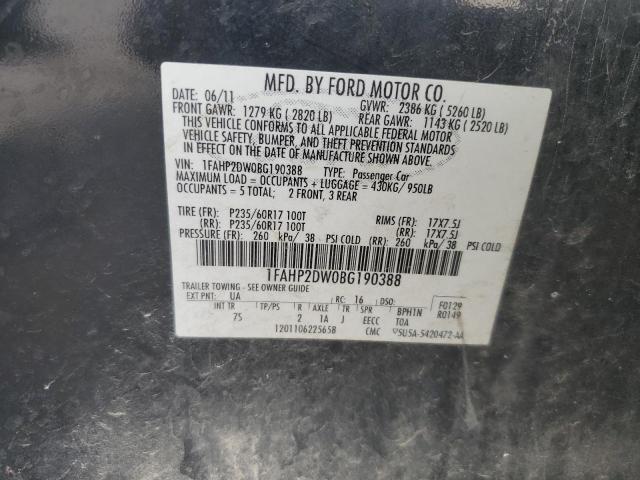 MFD. BY FORD MOTOR CO.
DATE: 06/11 GVWR: 2386 KG (5260 LB)
FRONT GAWR: 1279 KG (2820 LB) REAR GAWR: 1143 KG (2520 LB)
THIS VEHICLE CONFORMS TO ALL APPLICABLE FEDERAL MOTOR
VEHICLE SAFETY, BUMPER, AND THEFT PREVENTION STANDARDS
IN EFFECT ON THE DATE OF MANUFACTURE SHOWN ABOVE.
VIN: 1FAHP2DW0BG190388 TYPE: Passenger Car
MAXIMUM LOAD = OCCUPANTS + LUGGAGE = 430KG/ 950LB
OCCUPANTS = 5 TOTAL; 2 FRONT, 3 REAR
TIRE (FR): P235/60R17 100T RIMS (FR): 17X7.5J
(RR): P235/60R17 100T (RR): 17X7.5J
PRESSURE (FR): 260 kPa/ 38 PSI COLD (RR): 260 kPa/ 38 PSI COLD
1FAHP2DW0BG190388
TRAILER TOWING - SEE OWNER GUIDE
EXT PNT: UA RC: 16 DSO: F0129
INT TR TP/PS R AXLE TR SPR BPH1N R0149
75 2 1A J EECC T0A
1201106225658 CMC 5U5A-5420472-AA